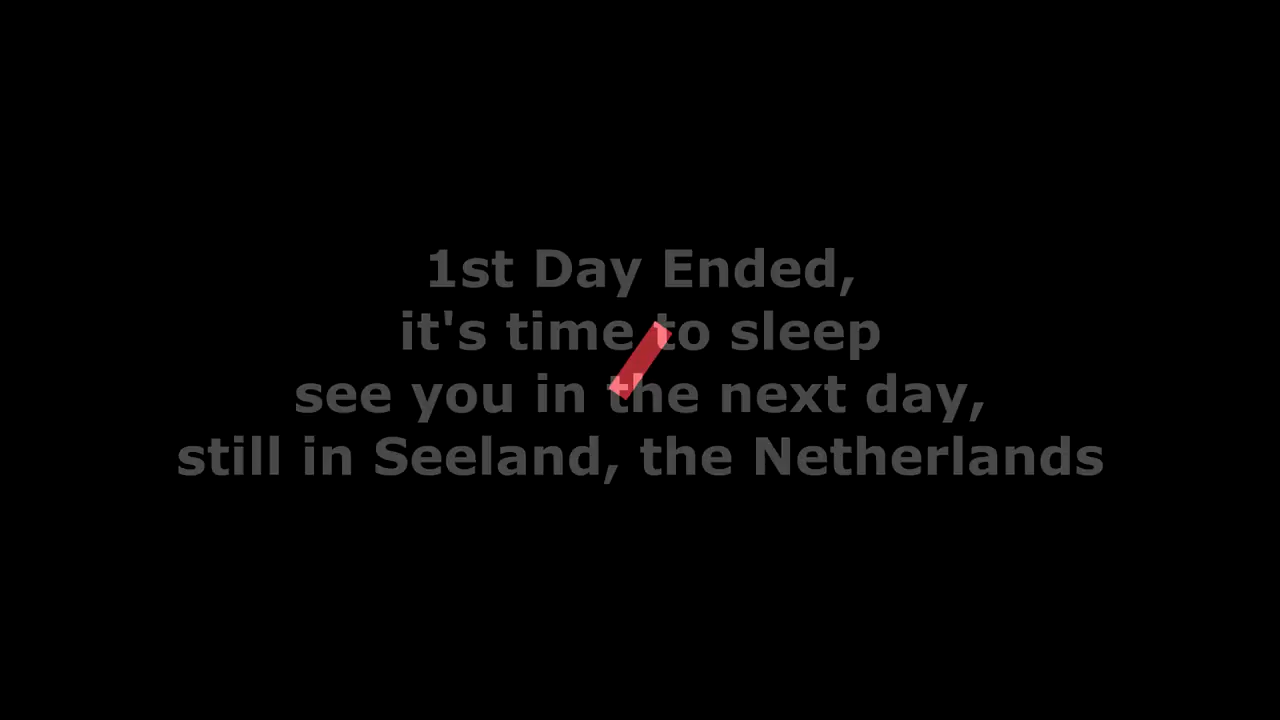 1st Day Ended,
it's time to sleep
see you in the next day,
still in Seeland, the Netherlands